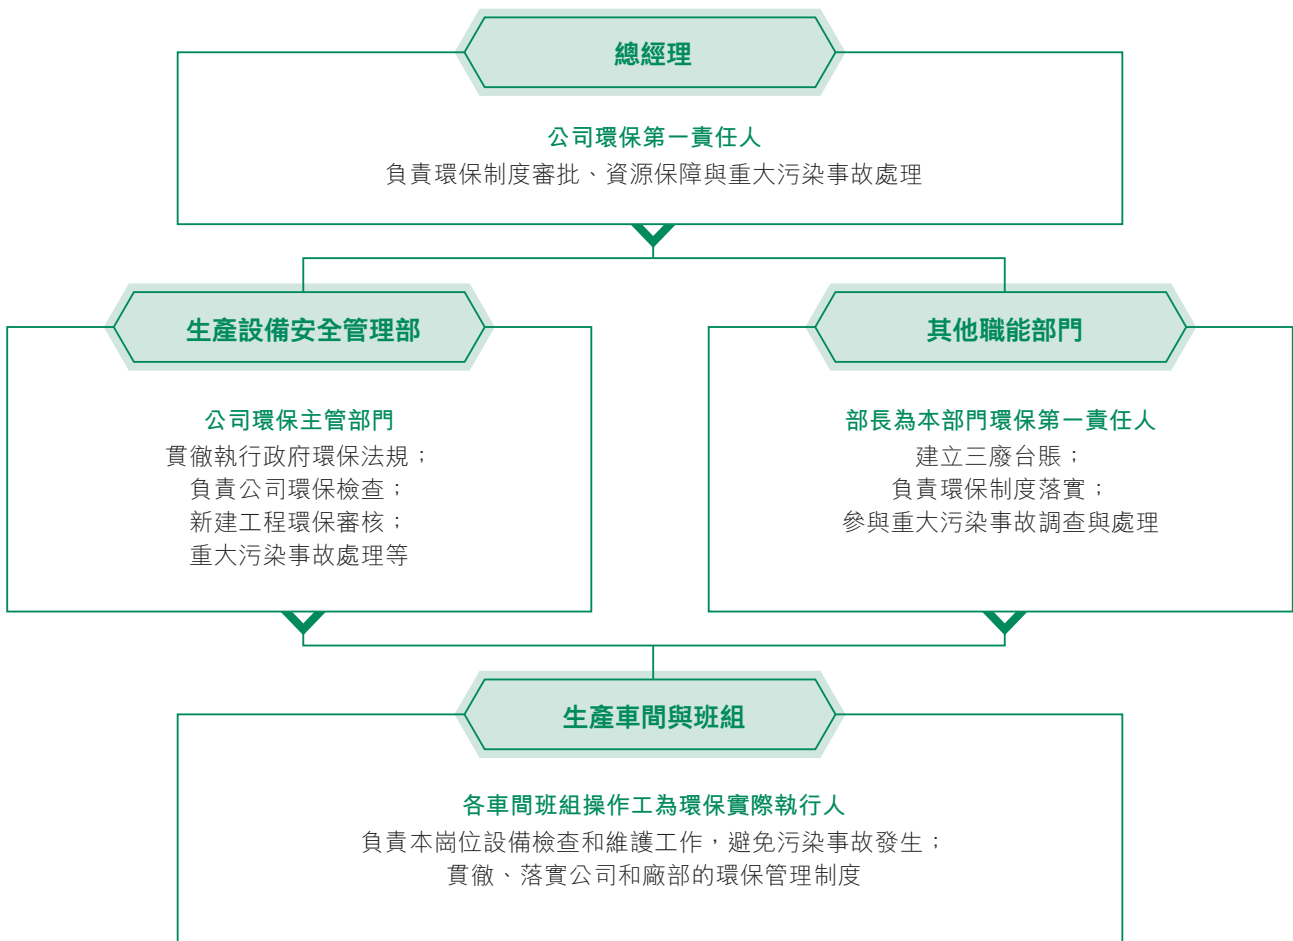 總經理
公司環保第一責任人
負責環保制度審批、資源保障與重大污染事故處理
生產設備安全管理部
公司環保主管部門
貫徹執行政府環保法規；
負責公司環保檢查；
新建工程環保審核；
重大污染事故處理等
其他職能部門
部長為本部門環保第一責任人
建立三廢台賬；
負責環保制度落實；
參與重大污染事故調查與處理
生產車間與班組
各車間班組操作工為環保實際執行人
負責本崗位設備檢查和維護工作，避免污染事故發生；
貫徹、落實公司和廠部的環保管理制度